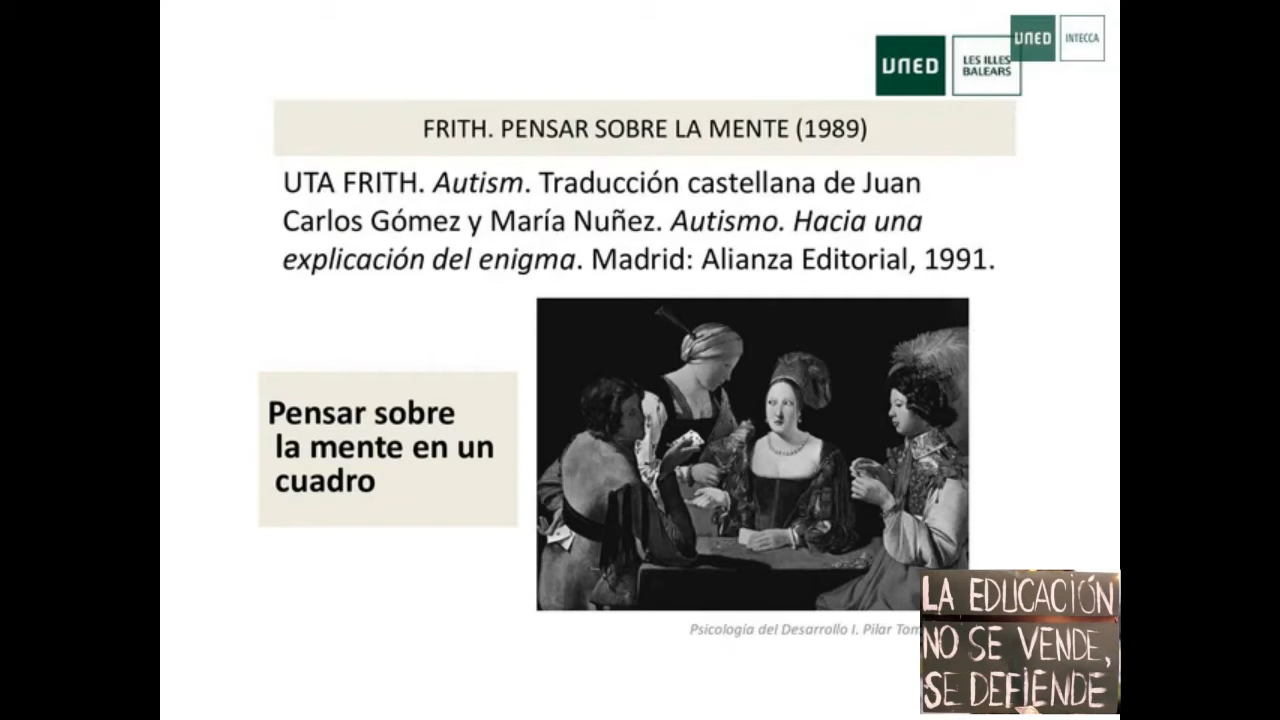 UNED
INTECCA
UNED
LES ILLES
BALEARS
FRITH. PENSAR SOBRE LA MENTE (1989)
UTA FRITH. Autism. Traducción castellana de Juan
Carlos Gómez y María Nuñez. Autismo. Hacia una
explicación del enigma. Madrid: Alianza Editorial, 1991.
Pensar sobre
la mente en un
cuadro
Psicología del Desarrollo I. Pilar
LA EDUCACIÓN
NO SE VENDE,
SE DEFIENDE